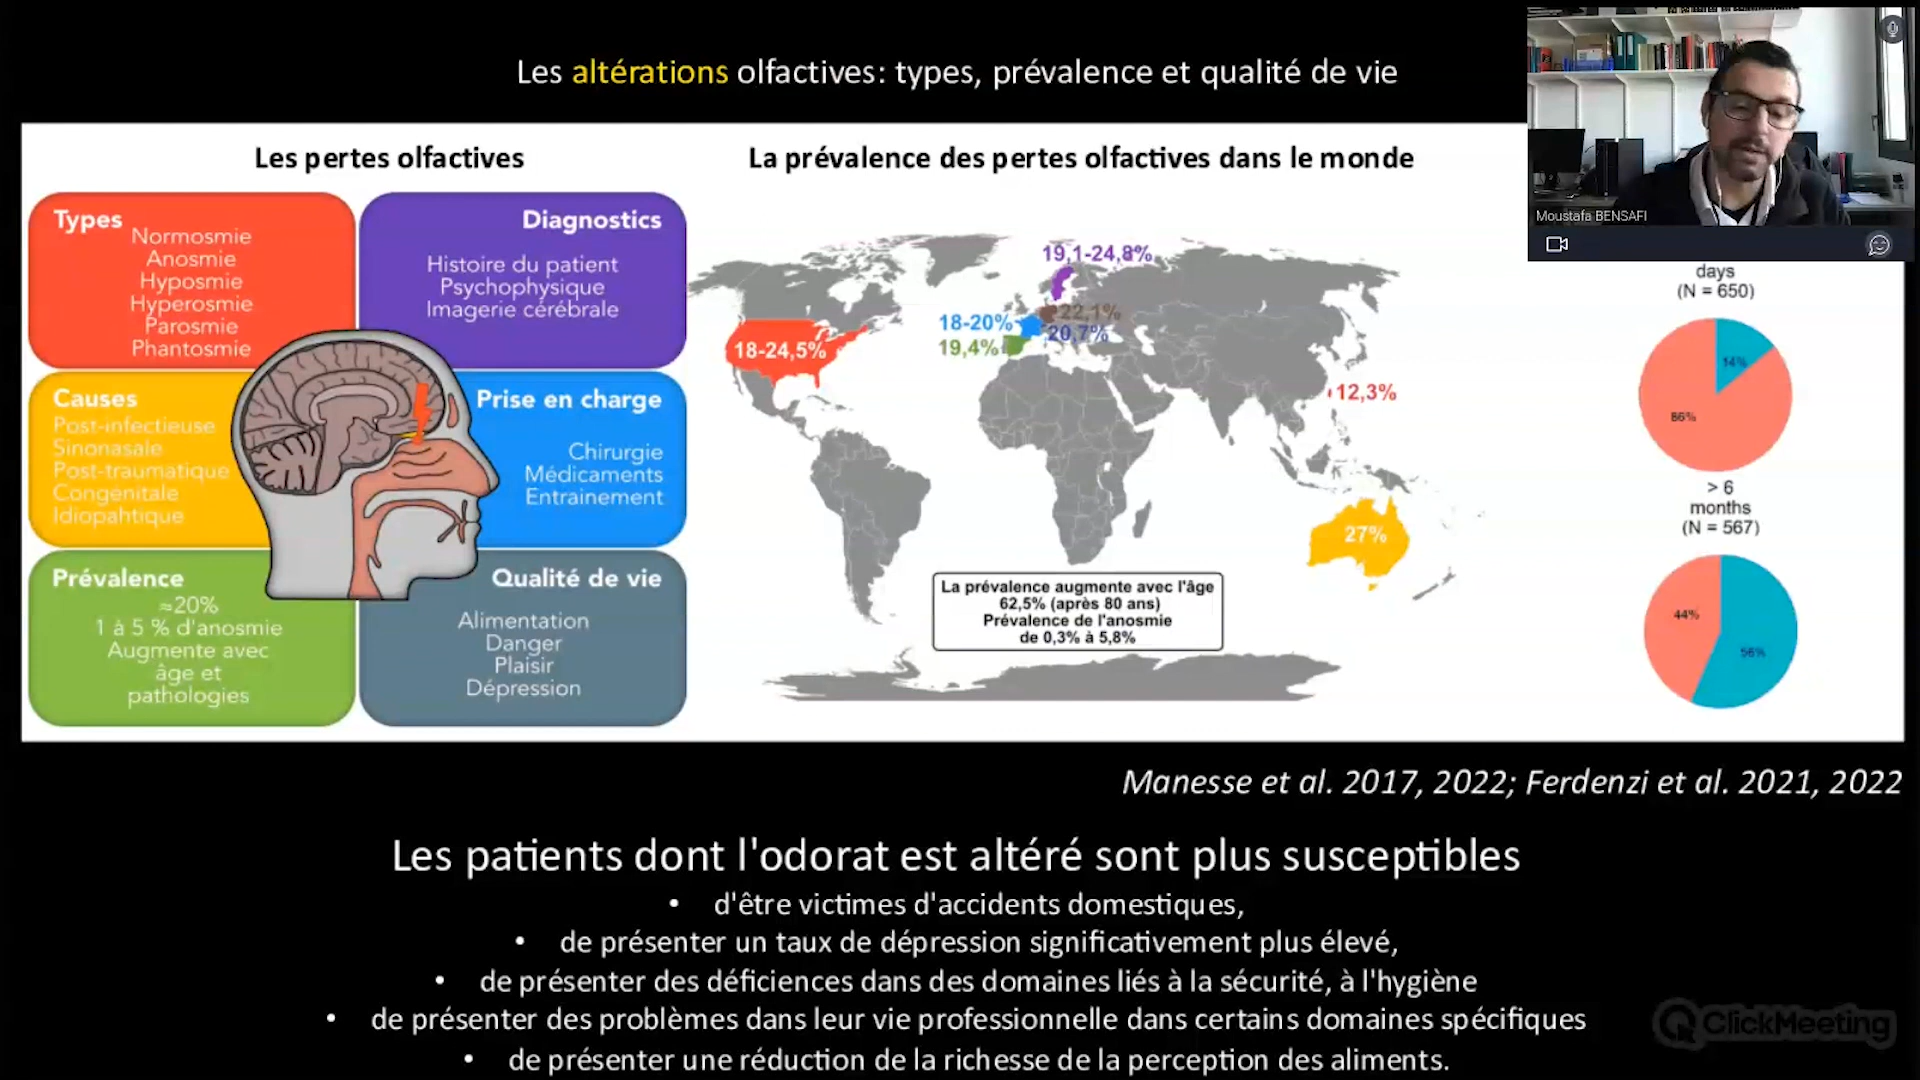 Les altérations olfactives: types, prévalence et qualité de vie
Moustafa BENSAFI
Les pertes olfactives
Types
Normosmie
Anosmie
Hyposmie
Hyperosmie
Parosmie
Phantosmie
Diagnostics
Histoire du patient
Psychophysique
Imagerie cérébrale
Causes
Post-infectieuse
Sinonasale
Post-traumatique
Congenitale
Idiopahtique
Prise en charge
Chirurgie
Médicaments
Entrainement
Prévalence
≈20%
1 à 5 % d'anosmie
Augmente avec
âge et
pathologies
Qualité de vie
Alimentation
Danger
Plaisir
Dépression
La prévalence des pertes olfactives dans le monde
19,1-24,8%
22,1%
18-20%
20,7%
19,4%
18-24,5%
12,3%
27%
La prévalence augmente avec l'âge
62,5% (après 80 ans)
Prévalence de l'anosmie
de 0,3% à 5,8%
days
(N = 650)
14%
86%
> 6
months
(N = 567)
44%
56%
Manesse et al. 2017, 2022; Ferdenzi et al. 2021, 2022
Les patients dont l'odorat est altéré sont plus susceptibles
• d'être victimes d'accidents domestiques,
• de présenter un taux de dépression significativement plus élevé,
• de présenter des déficiences dans des domaines liés à la sécurité, à l'hygiène
• de présenter des problèmes dans leur vie professionnelle dans certains domaines spécifiques
• de présenter une réduction de la richesse de la perception des aliments.
ClickMeeting